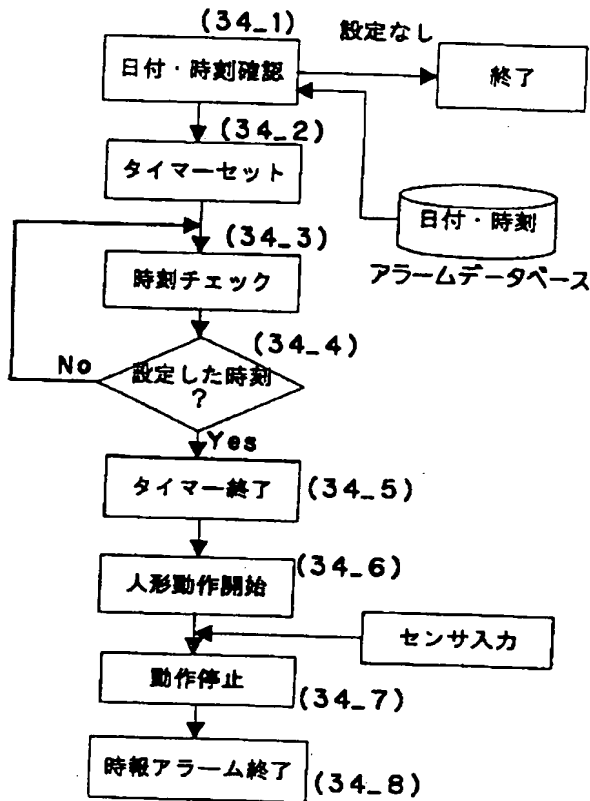 (34_1)
設定なし
日付・時刻確認
終了
(34_2)
タイマーセット
日付・時刻
アラームデータベース
(34_3)
時刻チェック
(34_4)
No
設定した時刻
?
Yes
タイマー終了
(34_5)
人形動作開始
(34_6)
センサ入力
動作停止
(34_7)
時報アラーム終了
(34_8)